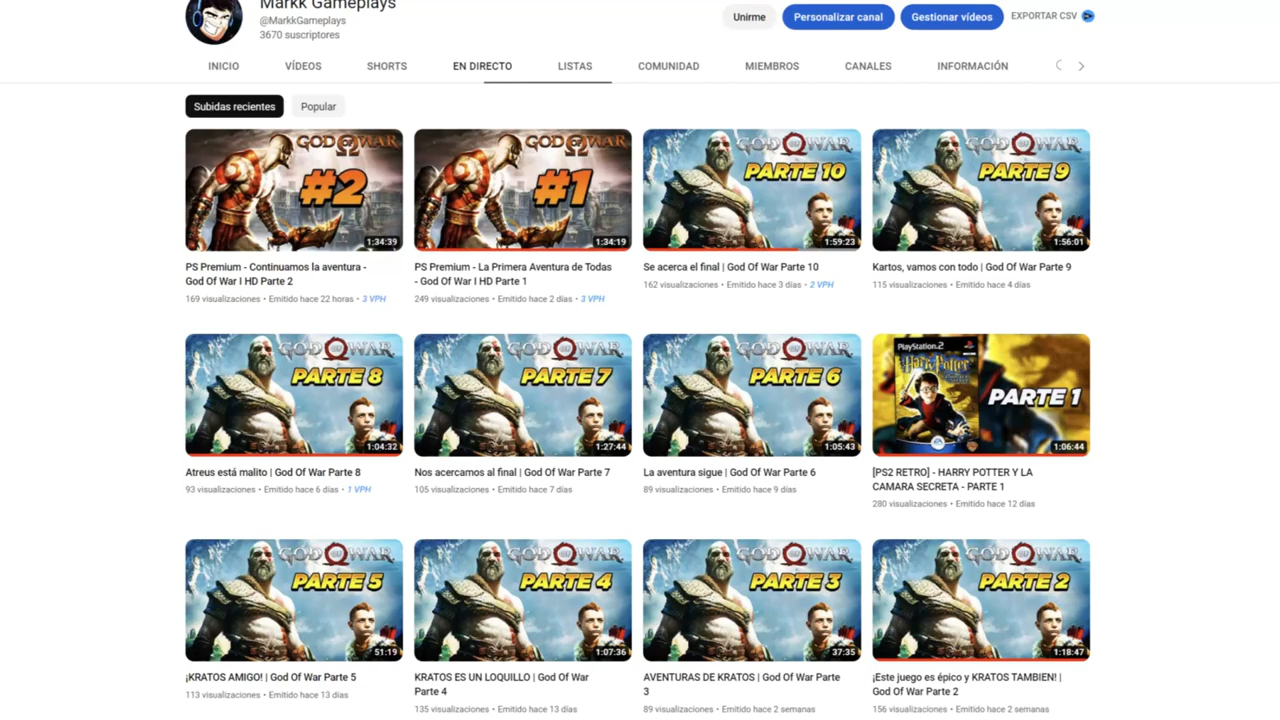 Markk Gameplays
@MarkkGameplays
3670 suscriptores
Unirme
Personalizar canal
Gestionar vídeos
EXPORTAR CSV
INICIO
VÍDEOS
SHORTS
EN DIRECTO
LISTAS
COMUNIDAD
MIEMBROS
CANALES
INFORMACIÓN
Subidas recientes
Popular
GOD OF WAR
#2
1:34:39
GOD OF WAR
#1
1:34:19
GOD OF WAR
PARTE 10
1:59:23
GOD OF WAR
PARTE 9
1:56:01
PS Premium - Continuamos la aventura -
God Of War I HD Parte 2
169 visualizaciones • Emitido hace 22 horas • 3 VPH
PS Premium - La Primera Aventura de Todas
- God Of War I HD Parte 1
249 visualizaciones • Emitido hace 2 días • 3 VPH
Se acerca el final | God Of War Parte 10
162 visualizaciones • Emitido hace 3 días • 2 VPH
Kartos, vamos con todo | God Of War Parte 9
115 visualizaciones • Emitido hace 4 días
GOD OF WAR
PARTE 8
1:04:32
GOD OF WAR
PARTE 7
1:27:44
GOD OF WAR
PARTE 6
1:05:43
PlayStation.2
Harry Potter
PARTE 1
1:06:44
Atreus está malito | God Of War Parte 8
93 visualizaciones • Emitido hace 6 días • 1 VPH
Nos acercamos al final | God Of War Parte 7
105 visualizaciones • Emitido hace 7 días
La aventura sigue | God Of War Parte 6
89 visualizaciones • Emitido hace 9 días
[PS2 RETRO] - HARRY POTTER Y LA
CAMARA SECRETA - PARTE 1
280 visualizaciones • Emitido hace 12 días
GOD OF WAR
PARTE 5
51:19
GOD OF WAR
PARTE 4
1:07:36
GOD OF WAR
PARTE 3
37:35
GOD OF WAR
PARTE 2
1:18:47
¡KRATOS AMIGO! | God Of War Parte 5
113 visualizaciones • Emitido hace 13 días
KRATOS ES UN LOQUILLO | God Of War
Parte 4
135 visualizaciones • Emitido hace 13 días
AVENTURAS DE KRATOS | God Of War Parte
3
89 visualizaciones • Emitido hace 2 semanas
¡Este juego es épico y KRATOS TAMBIEN! |
God Of War Parte 2
156 visualizaciones • Emitido hace 2 semanas